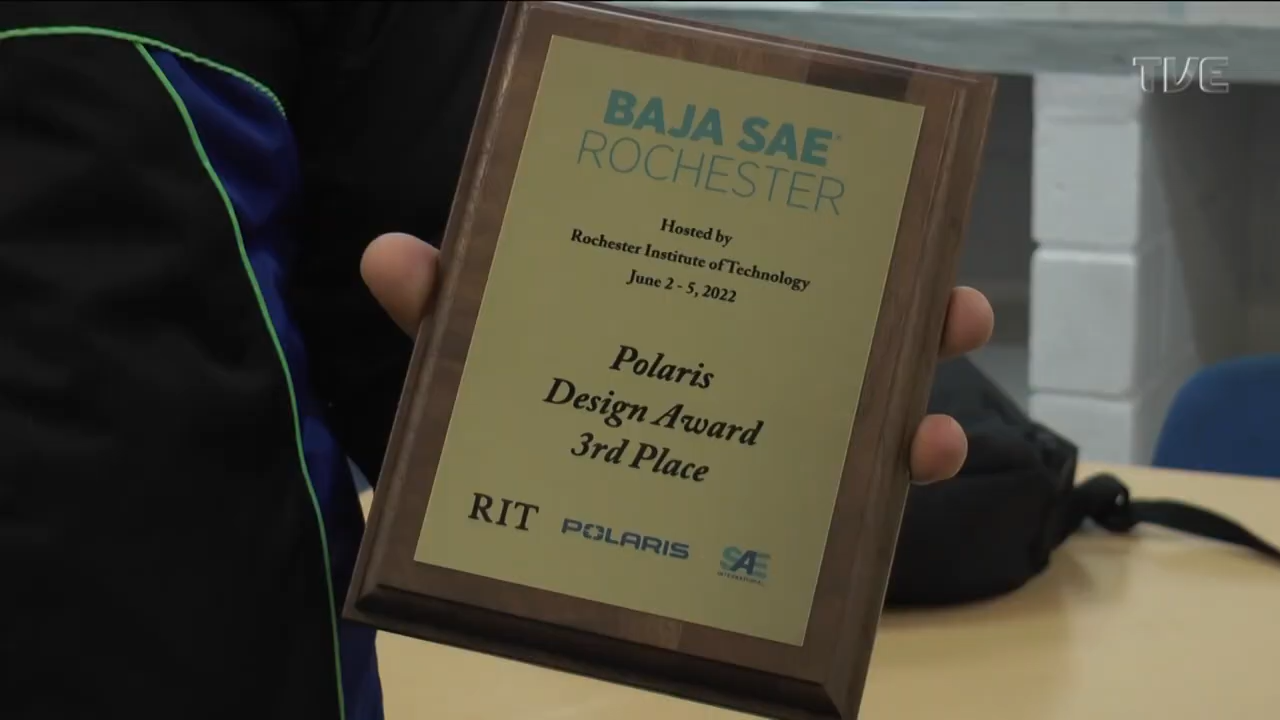 TVE
BAJA SAE
ROCHESTER
Hosted by
Rochester Institute of Technology
June 2 - 5, 2022
Polaris
Design Award
3rd Place
RIT
POLARIS
SAE
INTERNATIONAL